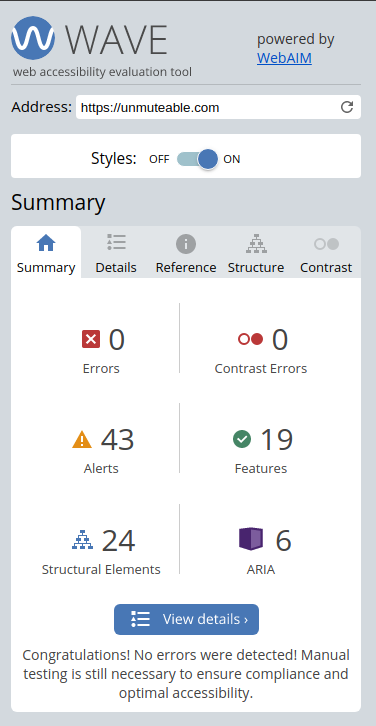 WAVE
web accessibility evaluation tool
powered by
WebAIM
Address: https://unmuteable.com
Styles: OFF ON
Summary
Summary Details Reference Structure Contrast
0 0
Errors Contrast Errors
43 19
Alerts Features
24 6
Structural Elements ARIA
View details ›
Congratulations! No errors were detected! Manual
testing is still necessary to ensure compliance and
optimal accessibility.